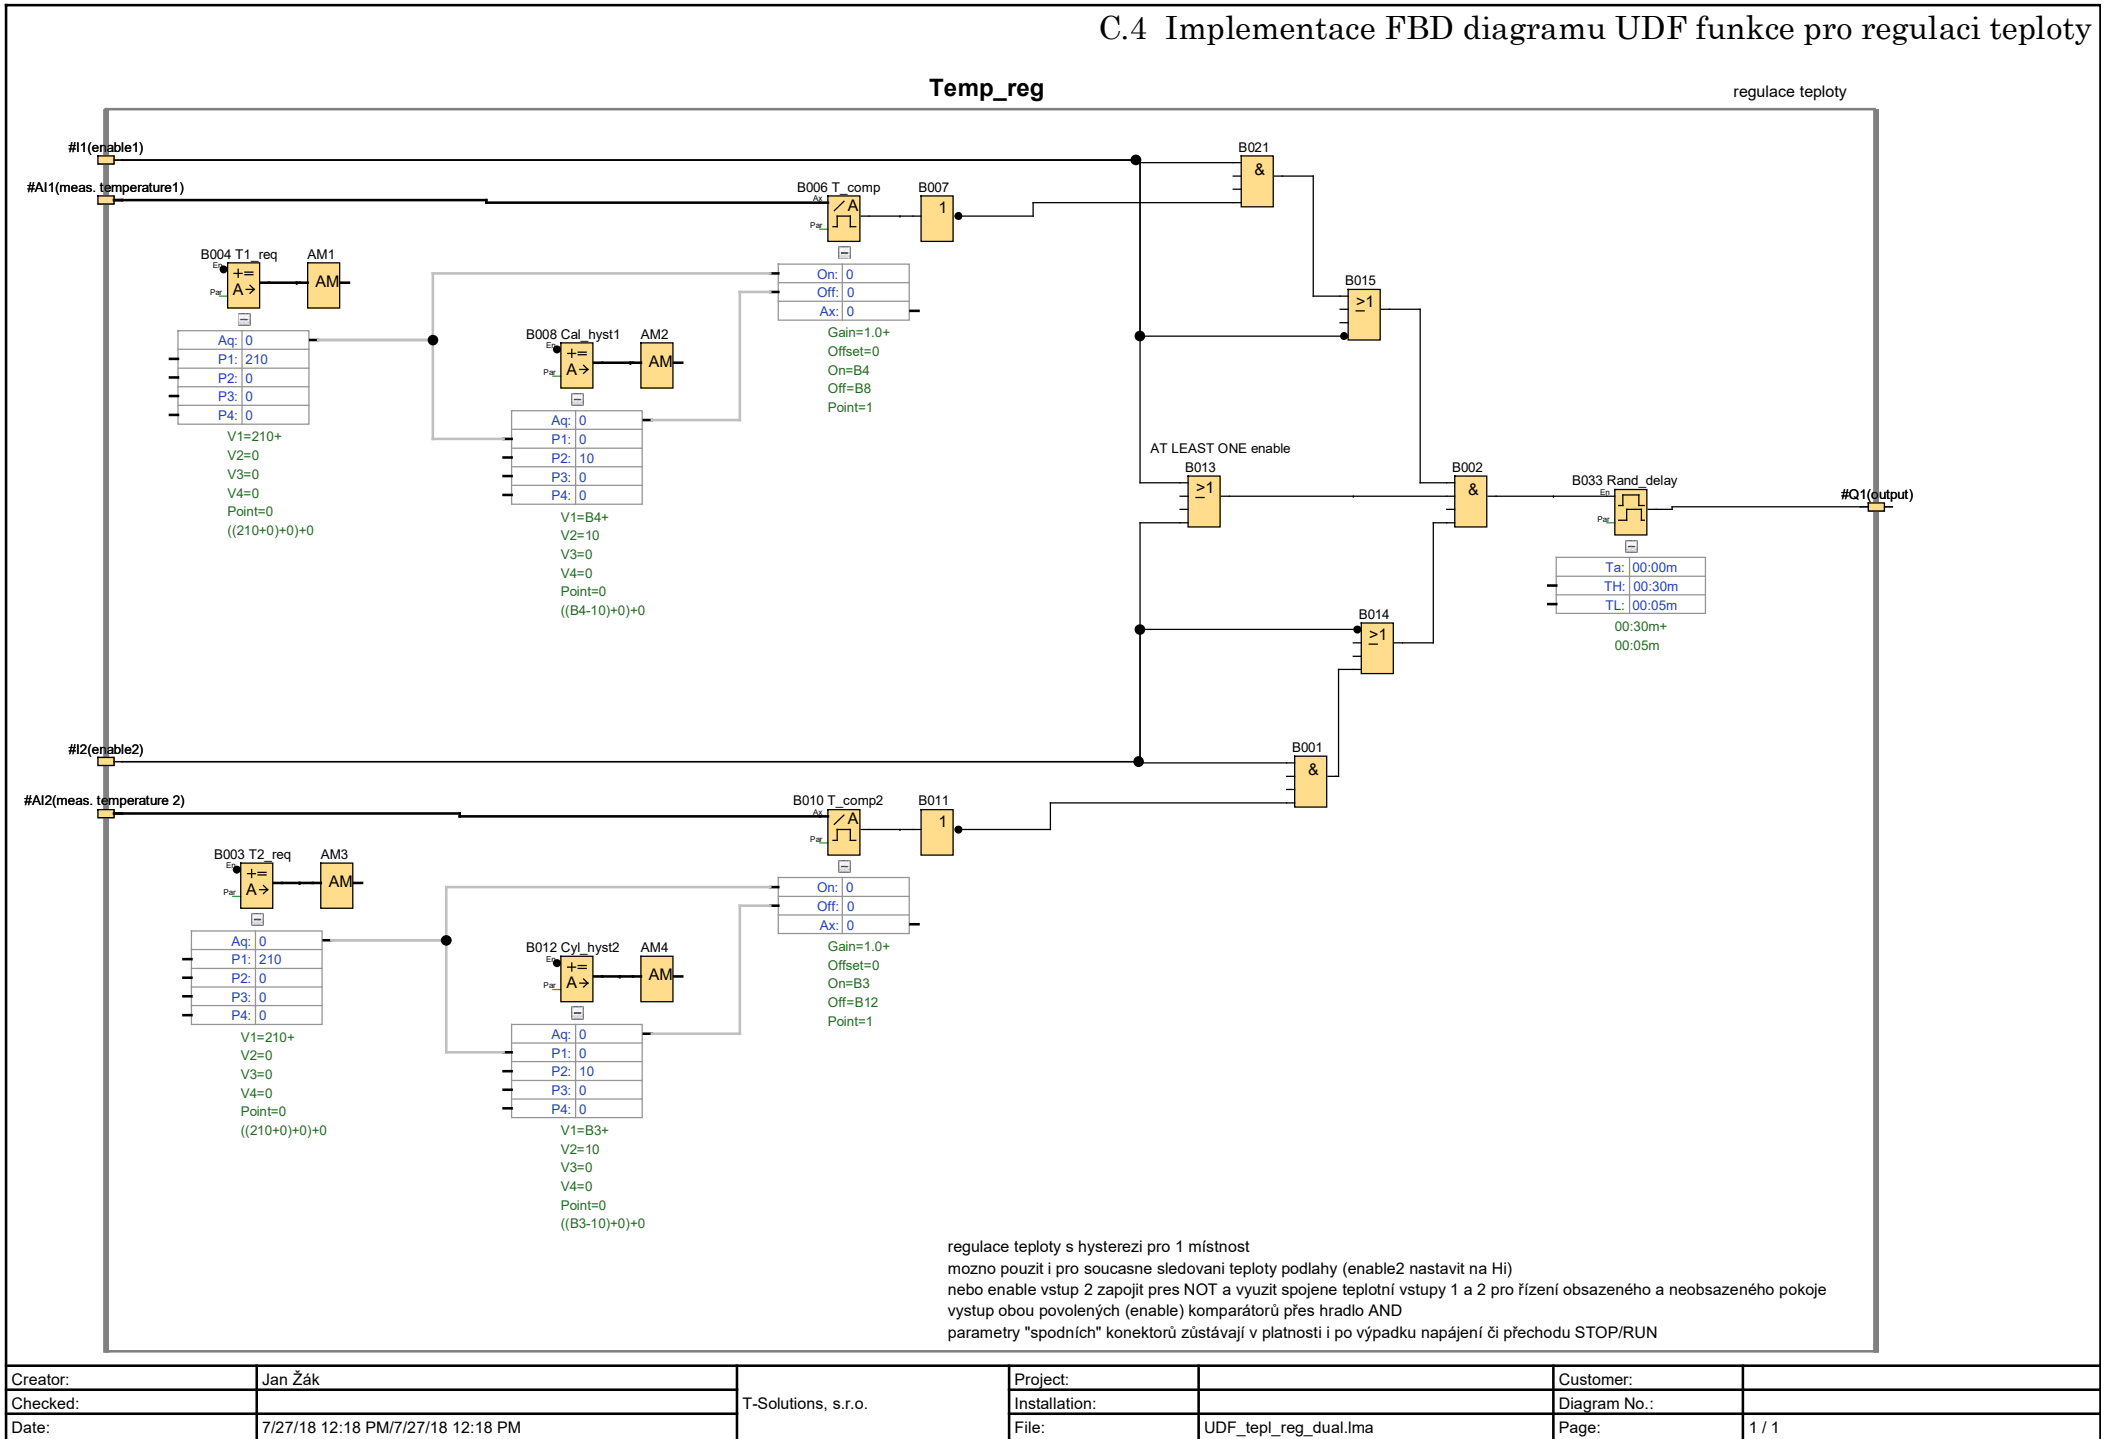 C.4 Implementace FBD diagramu UDF funkce pro regulaci teploty
Temp_reg
regulace teploty
#I1(enable1)
#AI1(meas. temperature1)
B004 T1_req
AM1
En
Par
+=
A→
AM
Aq: 0
P1: 210
P2: 0
P3: 0
P4: 0
V1=210+
V2=0
V3=0
V4=0
Point=0
((210+0)+0)+0
B008 Cal_hyst1
AM2
En
Par
+=
A→
AM
Aq: 0
P1: 0
P2: 10
P3: 0
P4: 0
V1=B4+
V2=10
V3=0
V4=0
Point=0
((B4-10)+0)+0
B006 T_comp
Ax
Par
A
B007
1
On: 0
Off: 0
Ax: 0
Gain=1.0+
Offset=0
On=B4
Off=B8
Point=1
B021
&
B015
≥1
AT LEAST ONE enable
B013
≥1
B002
&
B033 Rand_delay
En
Par
Ta: 00:00m
TH: 00:30m
TL: 00:05m
00:30m+
00:05m
#Q1(output)
B014
≥1
B001
&
#I2(enable2)
#AI2(meas. temperature 2)
B003 T2_req
AM3
En
Par
+=
A→
AM
Aq: 0
P1: 210
P2: 0
P3: 0
P4: 0
V1=210+
V2=0
V3=0
V4=0
Point=0
((210+0)+0)+0
B012 Cyl_hyst2
AM4
En
Par
+=
A→
AM
Aq: 0
P1: 0
P2: 10
P3: 0
P4: 0
V1=B3+
V2=10
V3=0
V4=0
Point=0
((B3-10)+0)+0
B010 T_comp2
Ax
Par
A
B011
1
On: 0
Off: 0
Ax: 0
Gain=1.0+
Offset=0
On=B3
Off=B12
Point=1
regulace teploty s hysterezi pro 1 místnost
mozno pouzit i pro soucasne sledovani teploty podlahy (enable2 nastavit na Hi)
nebo enable vstup 2 zapojit pres NOT a vyuzit spojene teplotní vstupy 1 a 2 pro řízení obsazeného a neobsazeného pokoje
vystup obou povolených (enable) komparátorů přes hradlo AND
parametry "spodních" konektorů zůstávají v platnosti i po výpadku napájení či přechodu STOP/RUN
Creator: Jan Žák
Checked:
Date: 7/27/18 12:18 PM/7/27/18 12:18 PM
T-Solutions, s.r.o.
Project:
Installation:
File: UDF_tepl_reg_dual.lma
Customer:
Diagram No.:
Page: 1 / 1